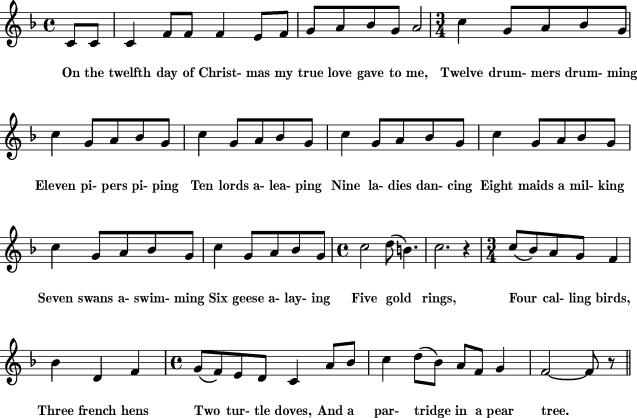 On the twelfth day of Christ- mas my true love gave to me, Twelve drum- mers drum- ming
Eleven pi- pers pi- ping Ten lords a- lea- ping Nine la- dies dan- cing Eight maids a mil- king
Seven swans a- swim- ming Six geese a- lay- ing Five gold rings, Four cal- ling birds,
Three french hens Two tur- tle doves, And a par- tridge in a pear tree.